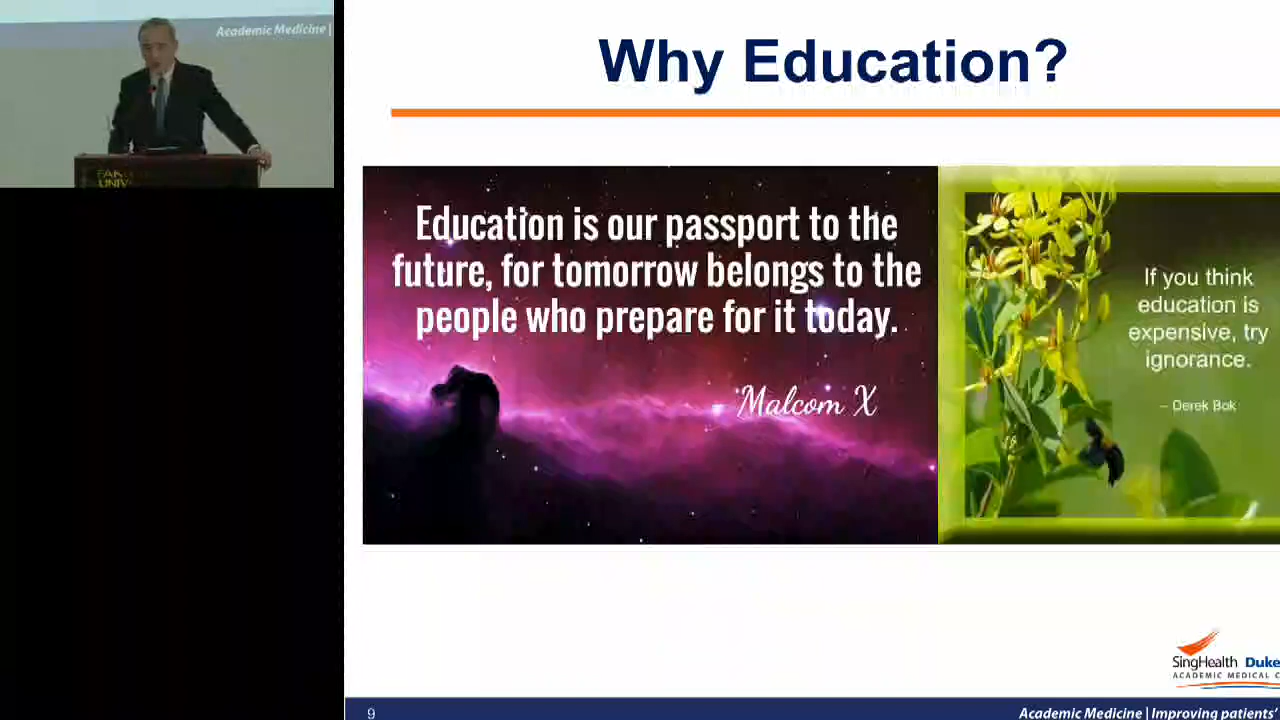 Academic Medicine |
Why Education?
Education is our passport to the
future, for tomorrow belongs to the
people who prepare for it today.
Malcom X
If you think
education is
expensive, try
ignorance.
– Derek Bok
SingHealth Duke
ACADEMIC MEDICAL C
9
Academic Medicine | Improving patients'